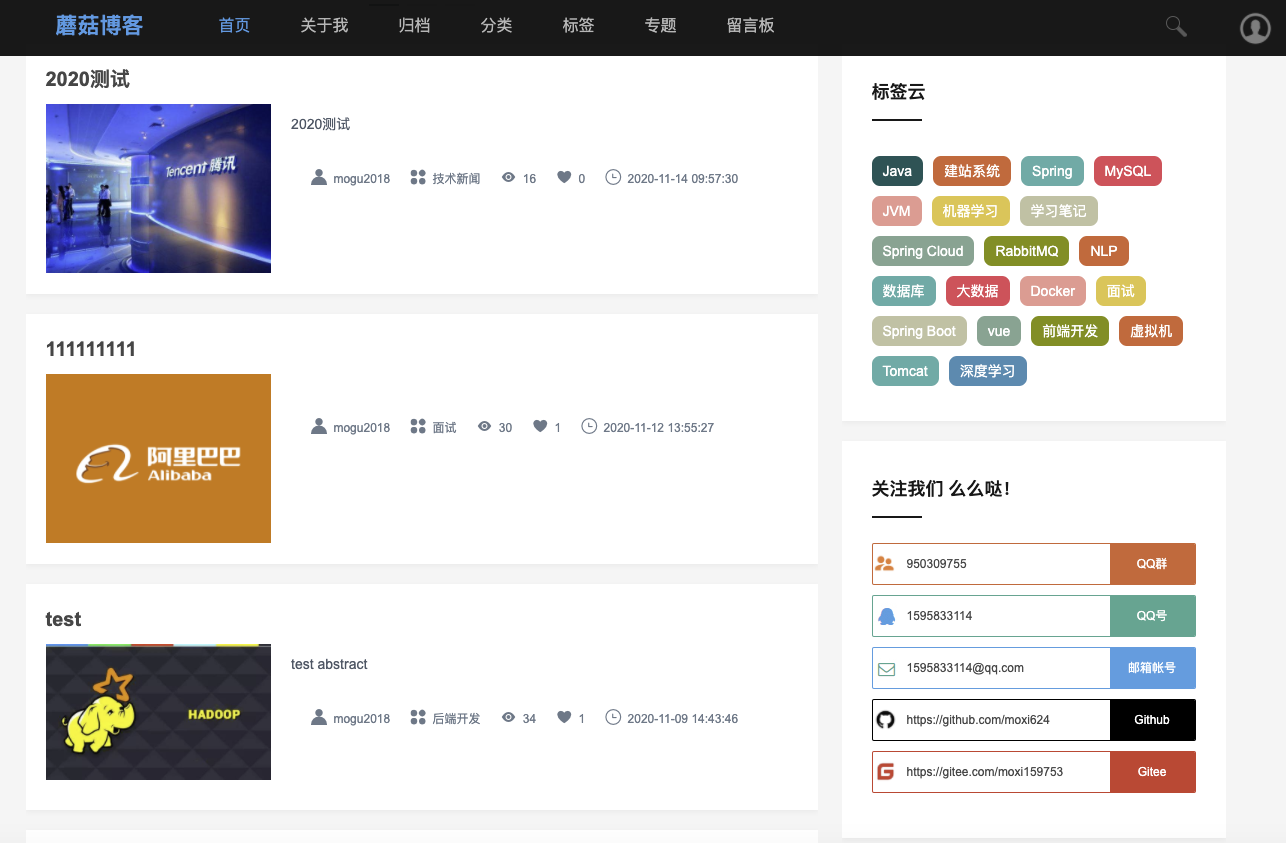 蘑菇博客 首页 关于我 归档 分类 标签 专题 留言板
2020测试
Tencent 腾讯
2020测试
mogu2018 技术新闻 16 0 2020-11-14 09:57:30
111111111
阿里巴巴
Alibaba
mogu2018 面试 30 1 2020-11-12 13:55:27
test
HADOOP
test abstract
mogu2018 后端开发 34 1 2020-11-09 14:43:46
标签云
Java 建站系统 Spring MySQL
JVM 机器学习 学习笔记
Spring Cloud RabbitMQ NLP
数据库 大数据 Docker 面试
Spring Boot vue 前端开发 虚拟机
Tomcat 深度学习
关注我们 么么哒!
950309755 QQ群
1595833114 QQ号
1595833114@qq.com 邮箱帐号
https://github.com/moxi624 Github
https://gitee.com/moxi159753 Gitee